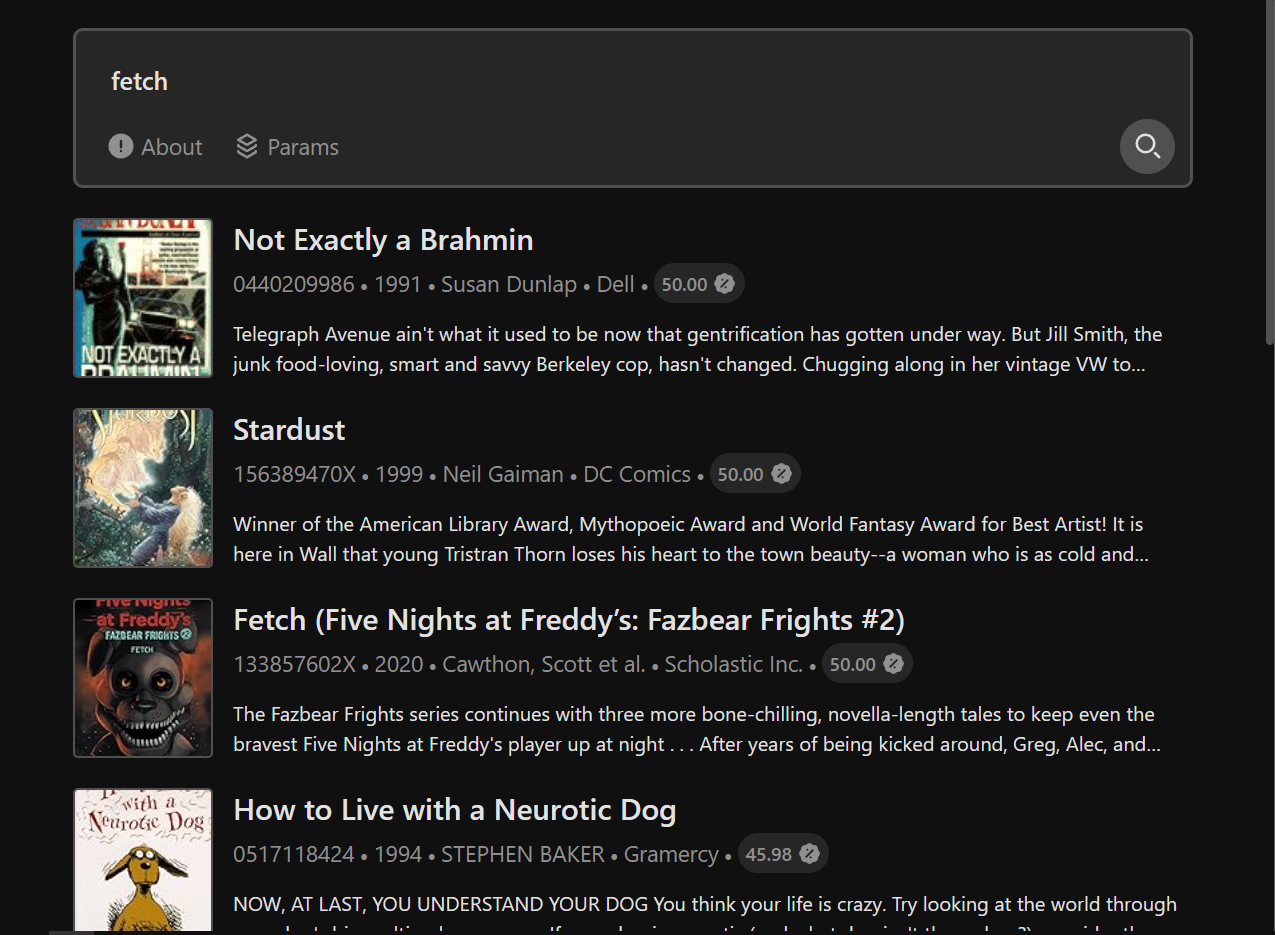 fetch
About
Params
Not Exactly a Brahmin
0440209986 • 1991 • Susan Dunlap • Dell • 50.00
Telegraph Avenue ain't what it used to be now that gentrification has gotten under way. But Jill Smith, the
junk food-loving, smart and savvy Berkeley cop, hasn't changed. Chugging along in her vintage VW to...
NOT EXACTLY A
BRAHMIN
Stardust
156389470X • 1999 • Neil Gaiman • DC Comics • 50.00
Winner of the American Library Award, Mythopoeic Award and World Fantasy Award for Best Artist! It is
here in Wall that young Tristran Thorn loses his heart to the town beauty--a woman who is as cold and...
Five Nights
at Freddy's
FAZBEAR FRIGHTS #2
FETCH
Fetch (Five Nights at Freddy’s: Fazbear Frights #2)
133857602X • 2020 • Cawthon, Scott et al. • Scholastic Inc. • 50.00
The Fazbear Frights series continues with three more bone-chilling, novella-length tales to keep even the
bravest Five Nights at Freddy's player up at night . . . After years of being kicked around, Greg, Alec, and...
with a
Neurotic Dog
How to Live with a Neurotic Dog
0517118424 • 1994 • STEPHEN BAKER • Gramercy • 45.98
NOW, AT LAST, YOU UNDERSTAND YOUR DOG You think your life is crazy. Try looking at the world through